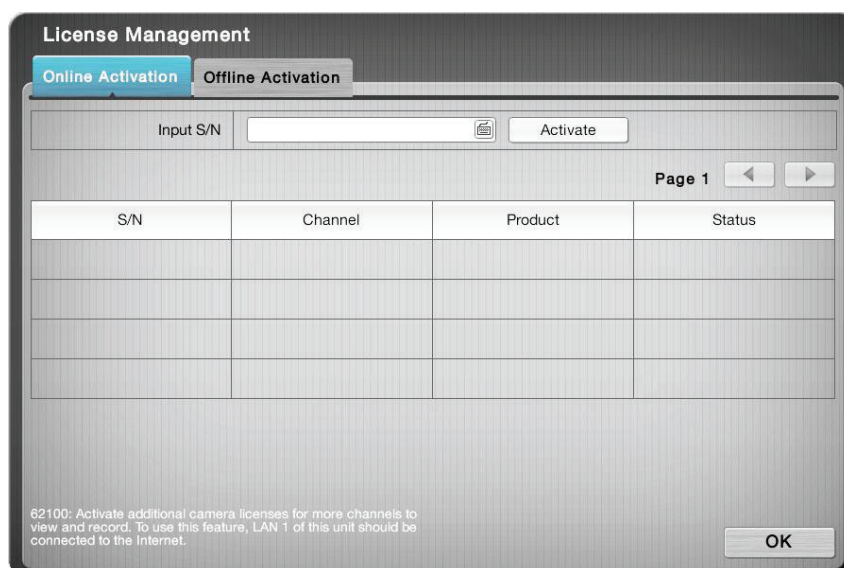 License Management
Online Activation
Offline Activation
Input S/N
Activate
Page 1
S/N
Channel
Product
Status
62100: Activate additional camera licenses for more channels to
view and record. To use this feature, LAN 1 of this unit should be
connected to the Internet.
OK